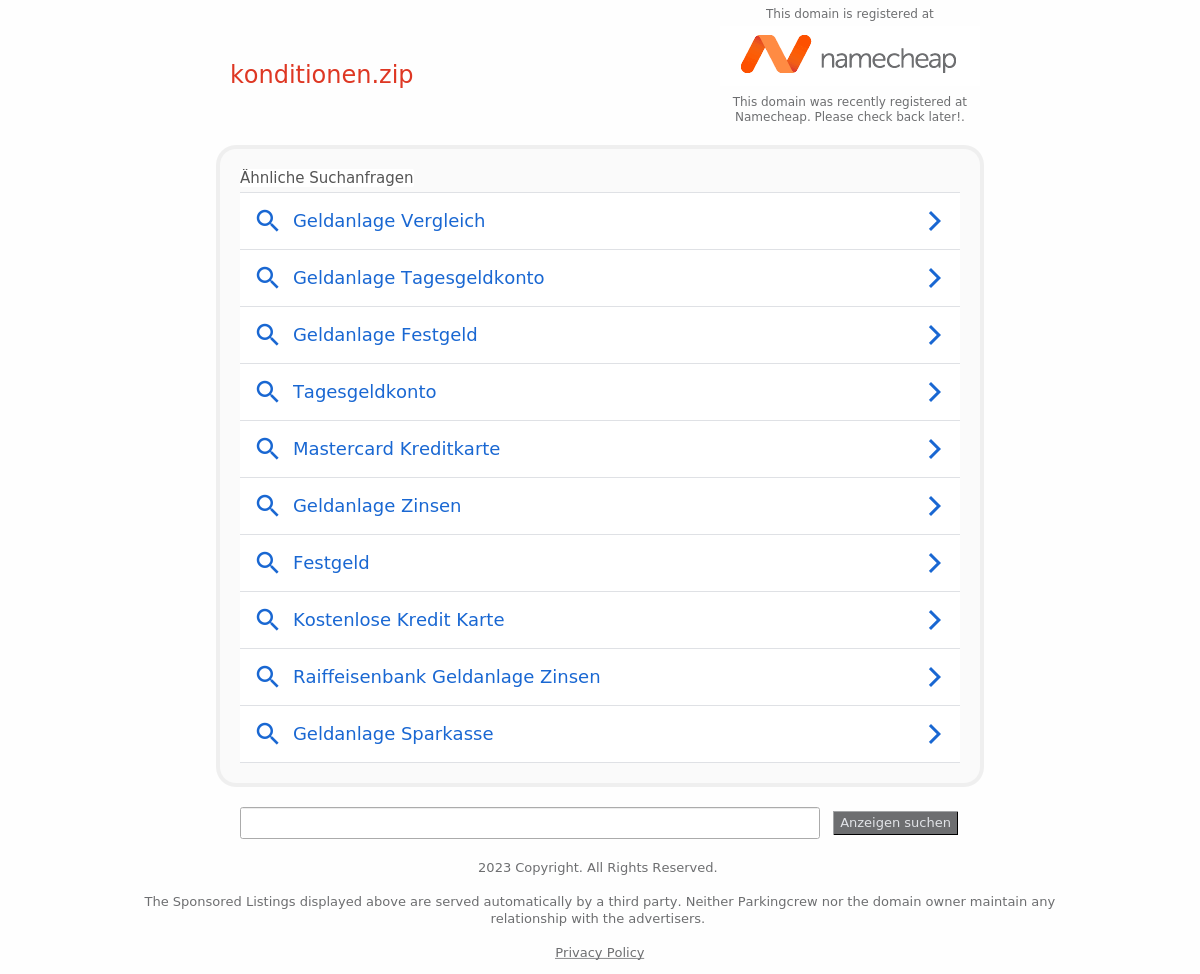 This domain is registered at
namecheap
konditionen.zip
This domain was recently registered at
Namecheap. Please check back later!.
Ähnliche Suchanfragen
Geldanlage Vergleich
Geldanlage Tagesgeldkonto
Geldanlage Festgeld
Tagesgeldkonto
Mastercard Kreditkarte
Geldanlage Zinsen
Festgeld
Kostenlose Kredit Karte
Raiffeisenbank Geldanlage Zinsen
Geldanlage Sparkasse
Anzeigen suchen
2023 Copyright. All Rights Reserved.
The Sponsored Listings displayed above are served automatically by a third party. Neither Parkingcrew nor the domain owner maintain any
relationship with the advertisers.
Privacy Policy